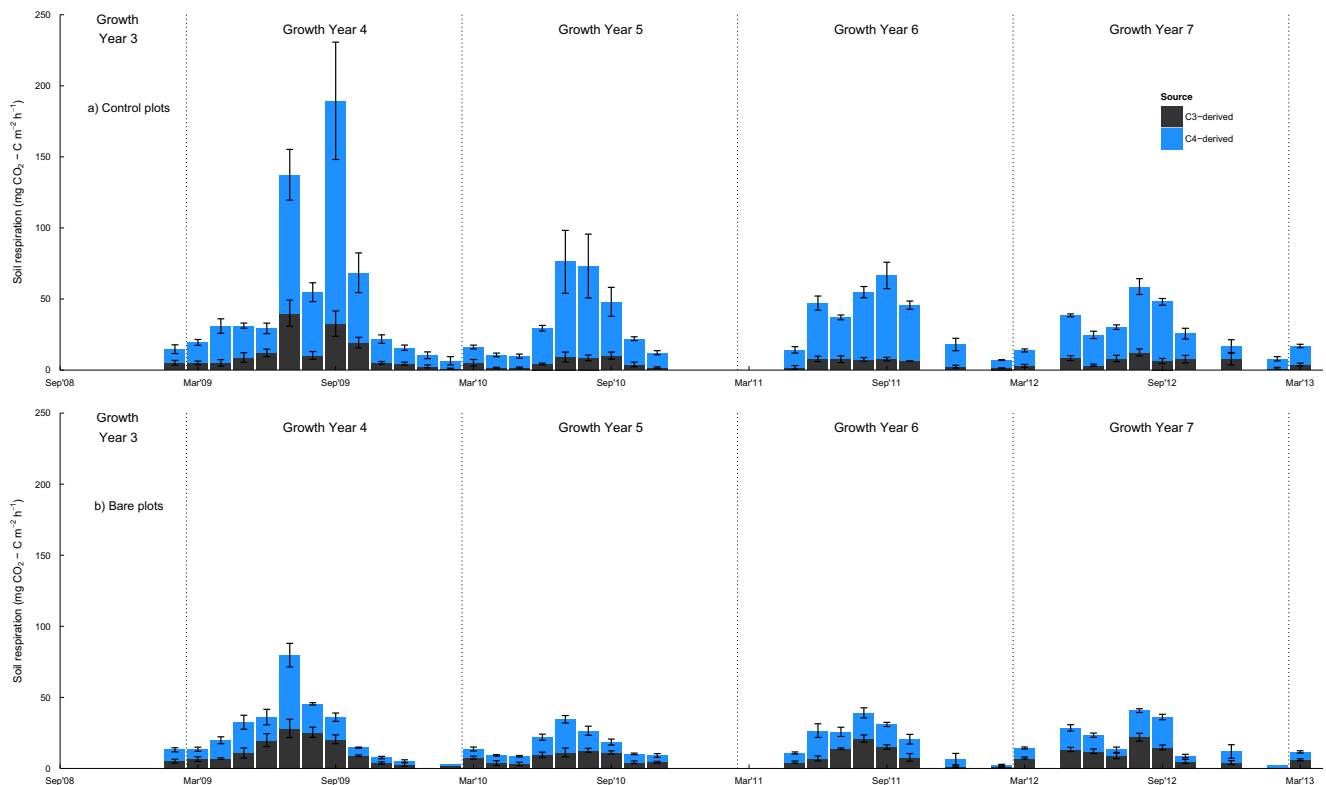 250
200
150
100
50
0
Soil respiration (mg CO₂ − C m⁻² h⁻¹)
Growth
Year 3
Growth Year 4
Growth Year 5
Growth Year 6
Growth Year 7
a) Control plots
Source
C3−derived
C4−derived
Sep'08
Mar'09
Sep'09
Mar'10
Sep'10
Mar'11
Sep'11
Mar'12
Sep'12
Mar'13
250
200
150
100
50
0
Soil respiration (mg CO₂ − C m⁻² h⁻¹)
Growth
Year 3
Growth Year 4
Growth Year 5
Growth Year 6
Growth Year 7
b) Bare plots
Sep'08
Mar'09
Sep'09
Mar'10
Sep'10
Mar'11
Sep'11
Mar'12
Sep'12
Mar'13